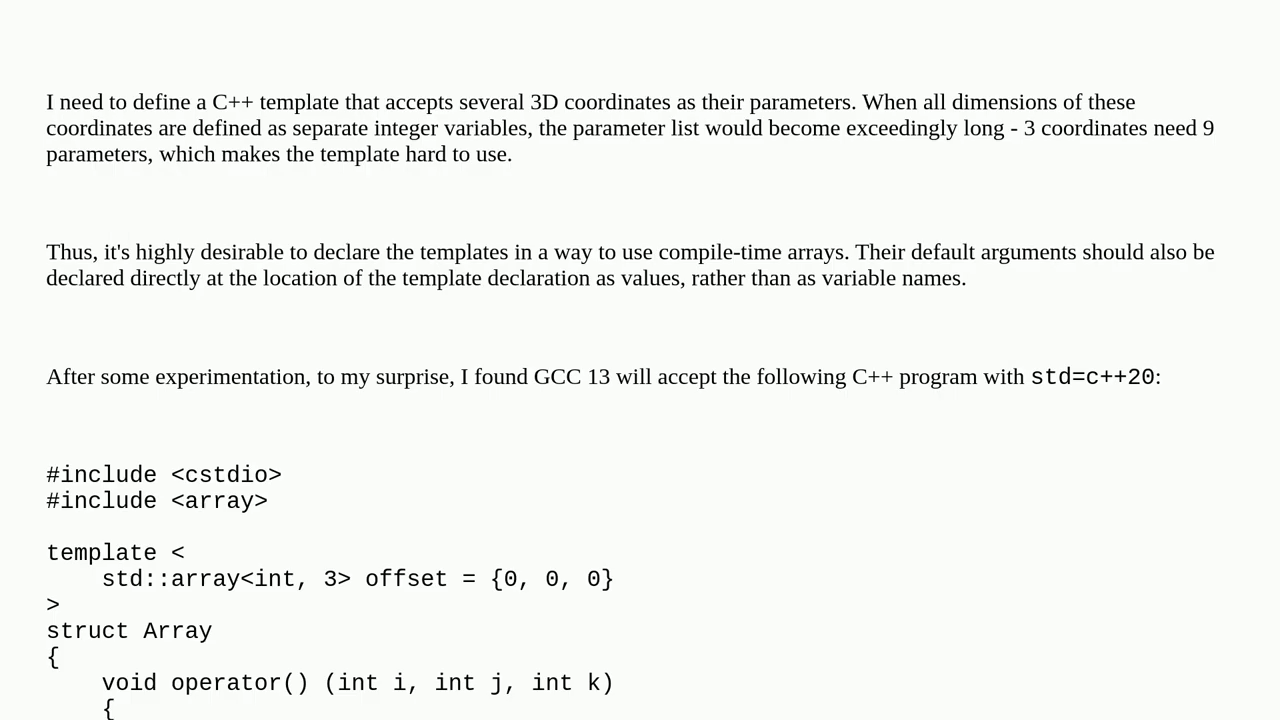 I need to define a C++ template that accepts several 3D coordinates as their parameters. When all dimensions of these
coordinates are defined as separate integer variables, the parameter list would become exceedingly long - 3 coordinates need 9
parameters, which makes the template hard to use.
Thus, it's highly desirable to declare the templates in a way to use compile-time arrays. Their default arguments should also be
declared directly at the location of the template declaration as values, rather than as variable names.
After some experimentation, to my surprise, I found GCC 13 will accept the following C++ program with std=c++20:
#include <cstdio>
#include <array>
template <
    std::array<int, 3> offset = {0, 0, 0}
>
struct Array
{
    void operator() (int i, int j, int k)
    {